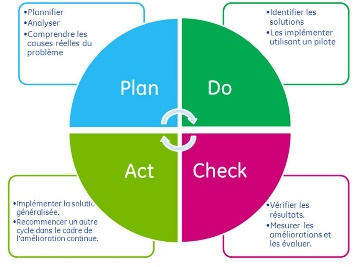 •Plannifier
•Analyser
•Comprendre les
causes réelles du
problème
•Identifier les
solutions
•Les implémenter
utilisant un pilote
Plan
Do
Act
Check
•Implémenter la solution
généralisée.
•Recommencer un autre
cycle dans le cadre de
l'amélioration continue.
•Vérifier les
résultats.
•Mesurer les
améliorations et
les évaluer.